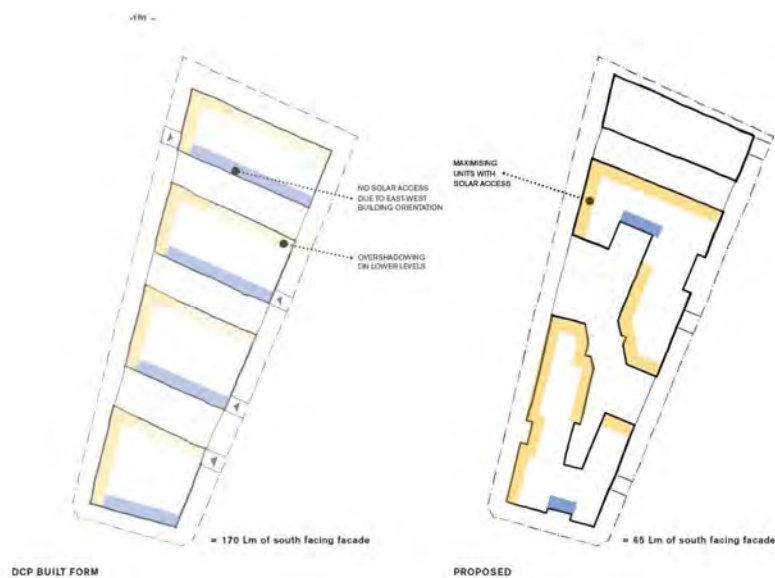 NO SOLAR ACCESS
DUE TO EAST-WEST
BUILDING ORIENTATION
OVERSHADOWING
ON LOWER LEVELS
= 170 Lm of south facing facade
DCP BUILT FORM
MAXIMISING
UNITS WITH
SOLAR ACCESS
= 65 Lm of south facing facade
PROPOSED